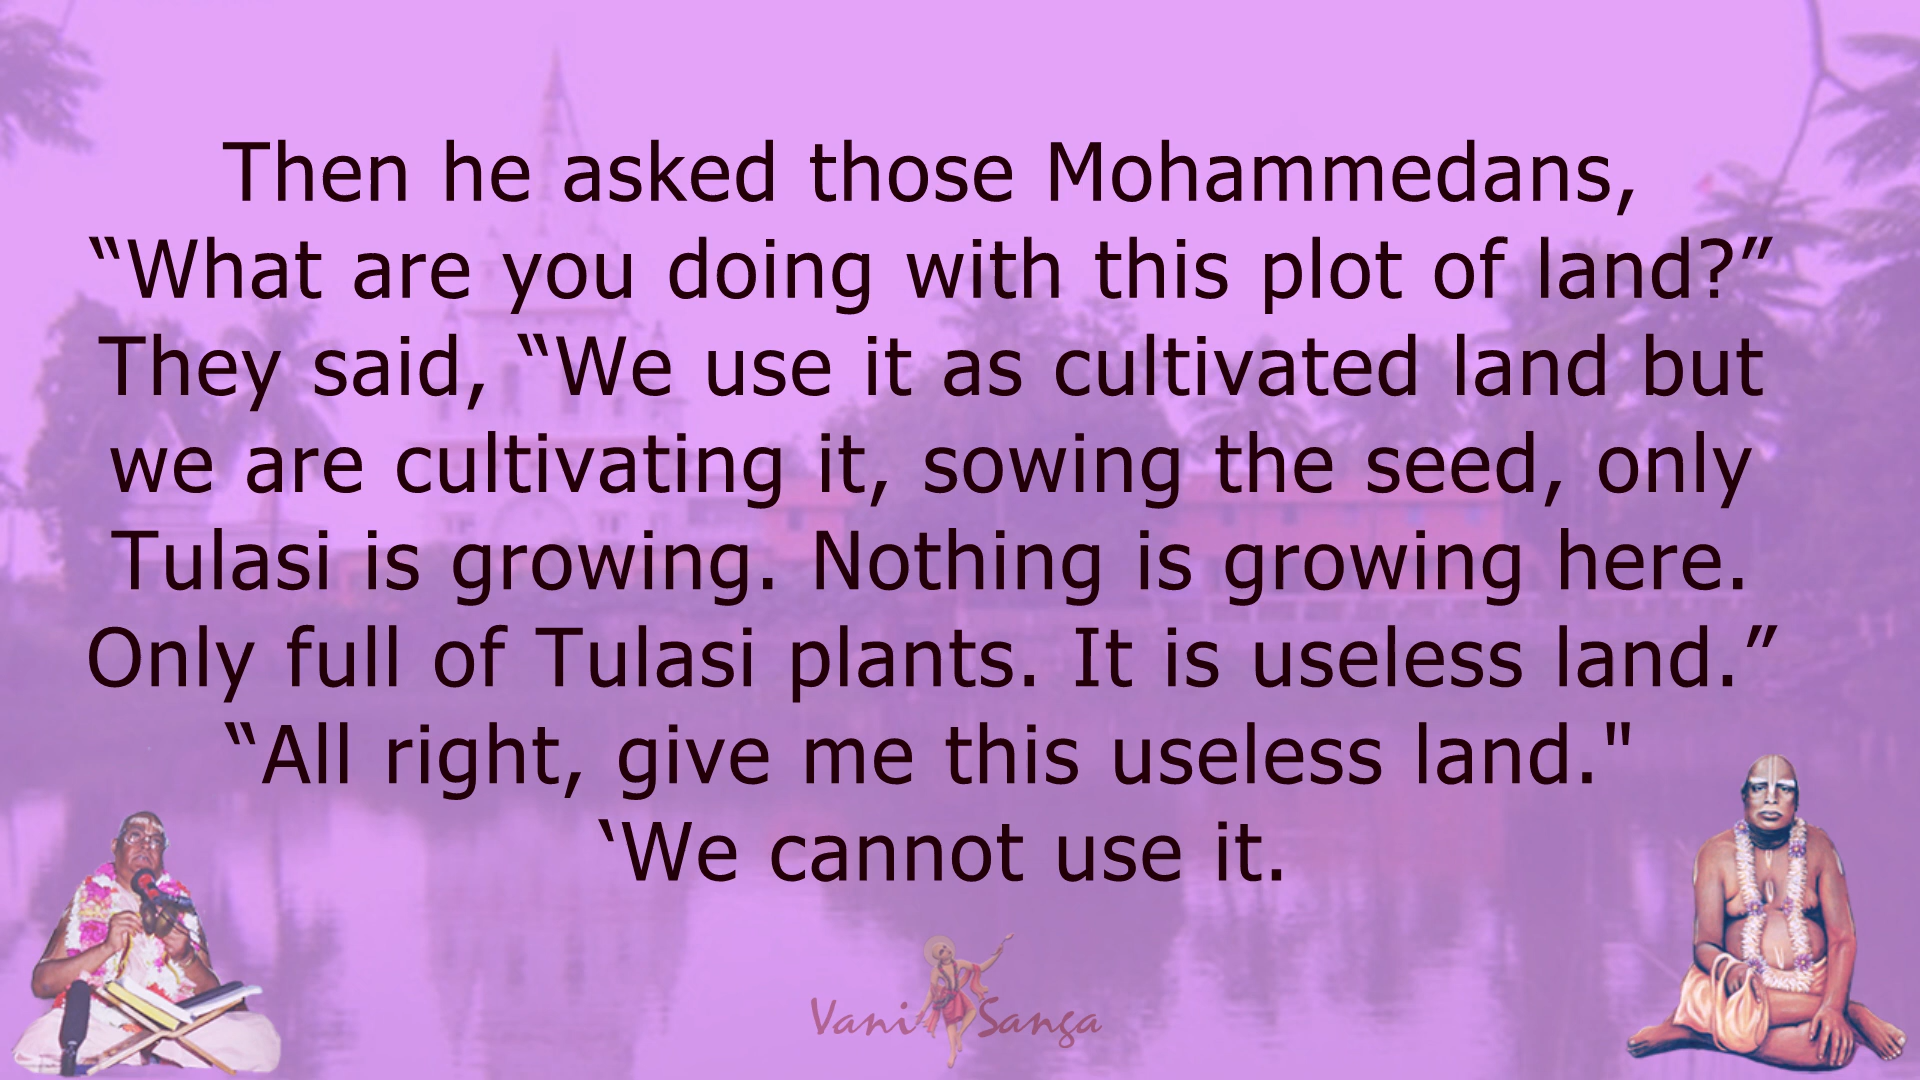 Then he asked those Mohammedans,
“What are you doing with this plot of land?”
They said, “We use it as cultivated land but
we are cultivating it, sowing the seed, only
Tulasi is growing. Nothing is growing here.
Only full of Tulasi plants. It is useless land.”
“All right, give me this useless land."
‘We cannot use it.
Vani Sanga